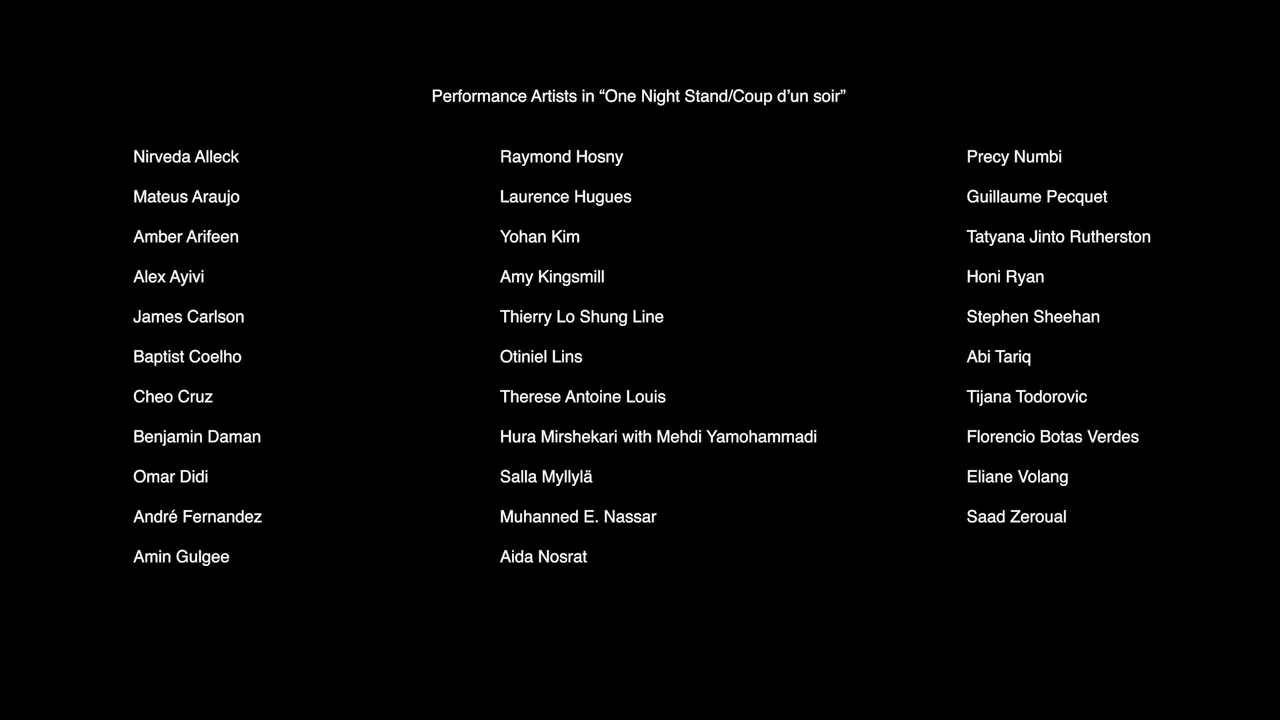 Performance Artists in “One Night Stand/Coup d’un soir”
Nirveda Alleck
Mateus Araujo
Amber Arifeen
Alex Ayivi
James Carlson
Baptist Coelho
Cheo Cruz
Benjamin Daman
Omar Didi
André Fernandez
Amin Gulgee
Raymond Hosny
Laurence Hugues
Yohan Kim
Amy Kingsmill
Thierry Lo Shung Line
Otiniel Lins
Therese Antoine Louis
Hura Mirshekari with Mehdi Yamohammadi
Salla Myllylä
Muhanned E. Nassar
Aida Nosrat
Precy Numbi
Guillaume Pecquet
Tatyana Jinto Rutherston
Honi Ryan
Stephen Sheehan
Abi Tariq
Tijana Todorovic
Florencio Botas Verdes
Eliane Volang
Saad Zeroual